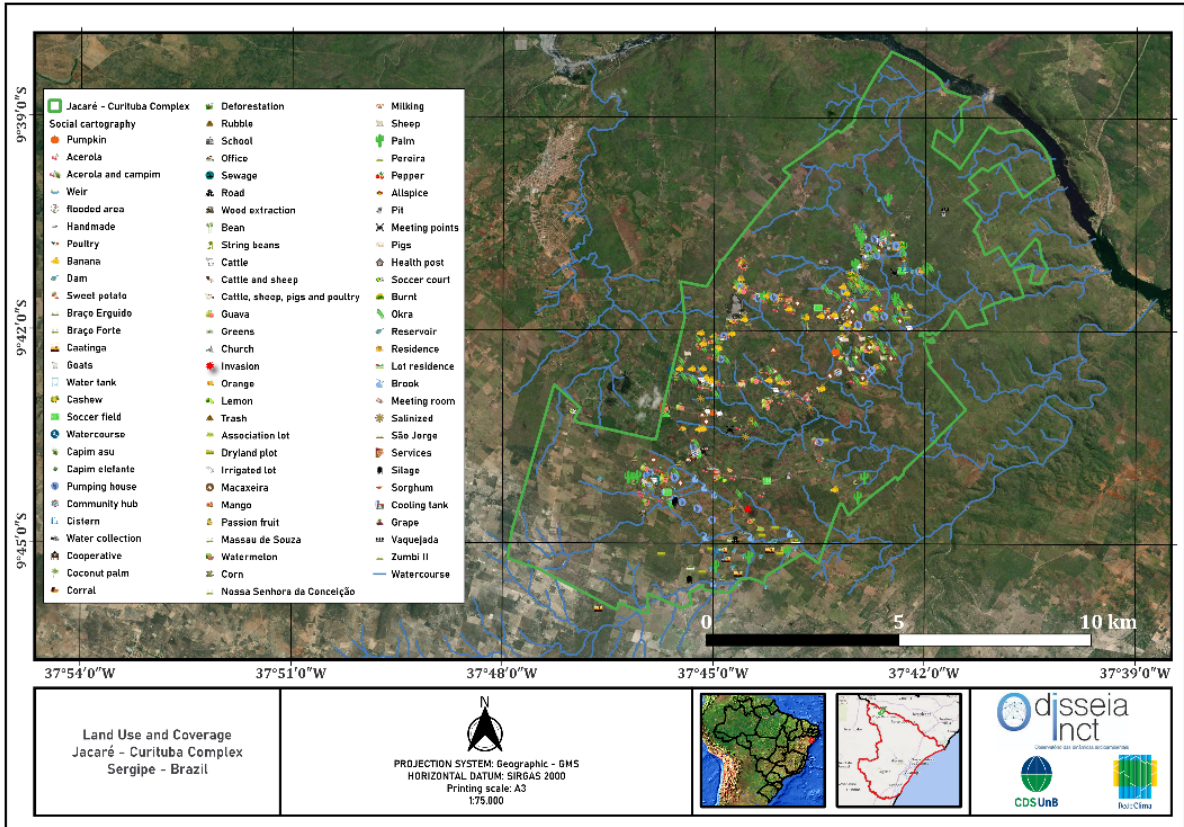 9°39'0"S
9°42'0"S
9°45'0"S
Jacaré - Curituba Complex
Social cartography
Pumpkin
Acerola
Acerola and campim
Weir
flooded area
Handmade
Poultry
Banana
Dam
Sweet potato
Braço Erguido
Braço Forte
Caatinga
Goats
Water tank
Cashew
Soccer field
Watercourse
Capim asu
Capim elefante
Pumping house
Community hub
Cistern
Water collection
Cooperative
Coconut palm
Corral
Deforestation
Rubble
School
Office
Sewage
Road
Wood extraction
Bean
String beans
Cattle
Cattle and sheep
Cattle, sheep, pigs and poultry
Guava
Greens
Church
Invasion
Orange
Lemon
Trash
Association lot
Dryland plot
Irrigated lot
Macaxeira
Mango
Passion fruit
Massau de Souza
Watermelon
Corn
Nossa Senhora da Conceição
Milking
Sheep
Palm
Pereira
Pepper
Allspice
Pit
Meeting points
Pigs
Health post
Soccer court
Burnt
Okra
Reservoir
Residence
Lot residence
Brook
Meeting room
Salinized
São Jorge
Services
Silage
Sorghum
Cooling tank
Grape
Vaquejada
Zumbi II
Watercourse
0 5 10 km
37°54'0"W 37°51'0"W 37°48'0"W 37°45'0"W 37°42'0"W 37°39'0"W
Land Use and Coverage
Jacaré - Curituba Complex
Sergipe - Brazil
N
PROJECTION SYSTEM: Geographic - GMS
HORIZONTAL DATUM: SIRGAS 2000
Printing scale: A3
1:75.000
Odisseia
inct
CDSUnB
RedeClima